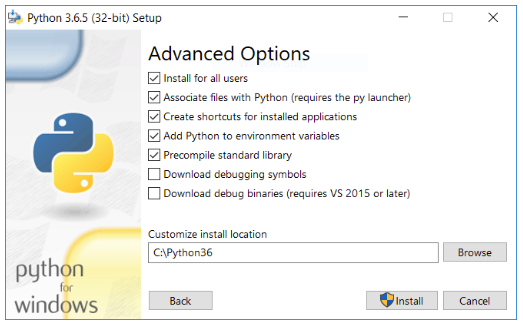 Python 3.6.5 (32-bit) Setup
Advanced Options
Install for all users
Associate files with Python (requires the py launcher)
Create shortcuts for installed applications
Add Python to environment variables
Precompile standard library
Download debugging symbols
Download debug binaries (requires VS 2015 or later)
Customize install location
C:\Python36
Browse
python
for
windows
Back
Install
Cancel